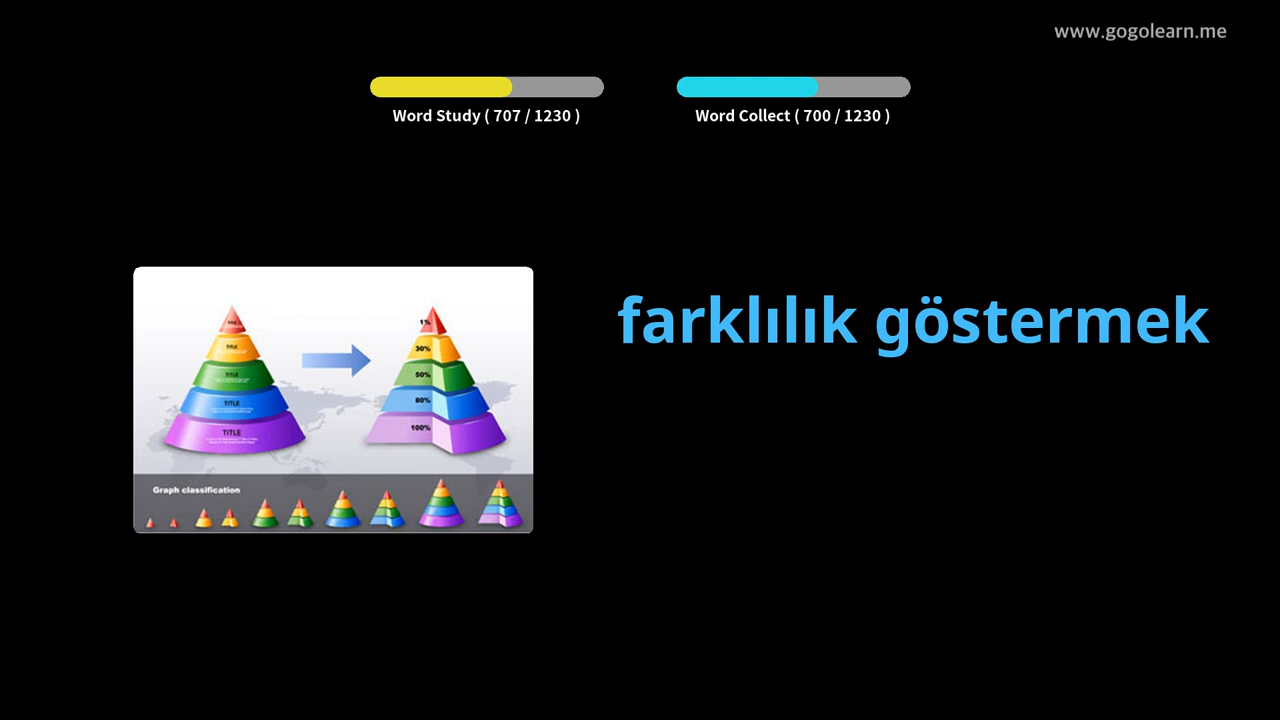 www.gogolearn.me
Word Study ( 707 / 1230 )
Word Collect ( 700 / 1230 )
farklılık göstermek
TITLE
TITLE
TITLE
TITLE
1%
30%
50%
80%
100%
Graph classification